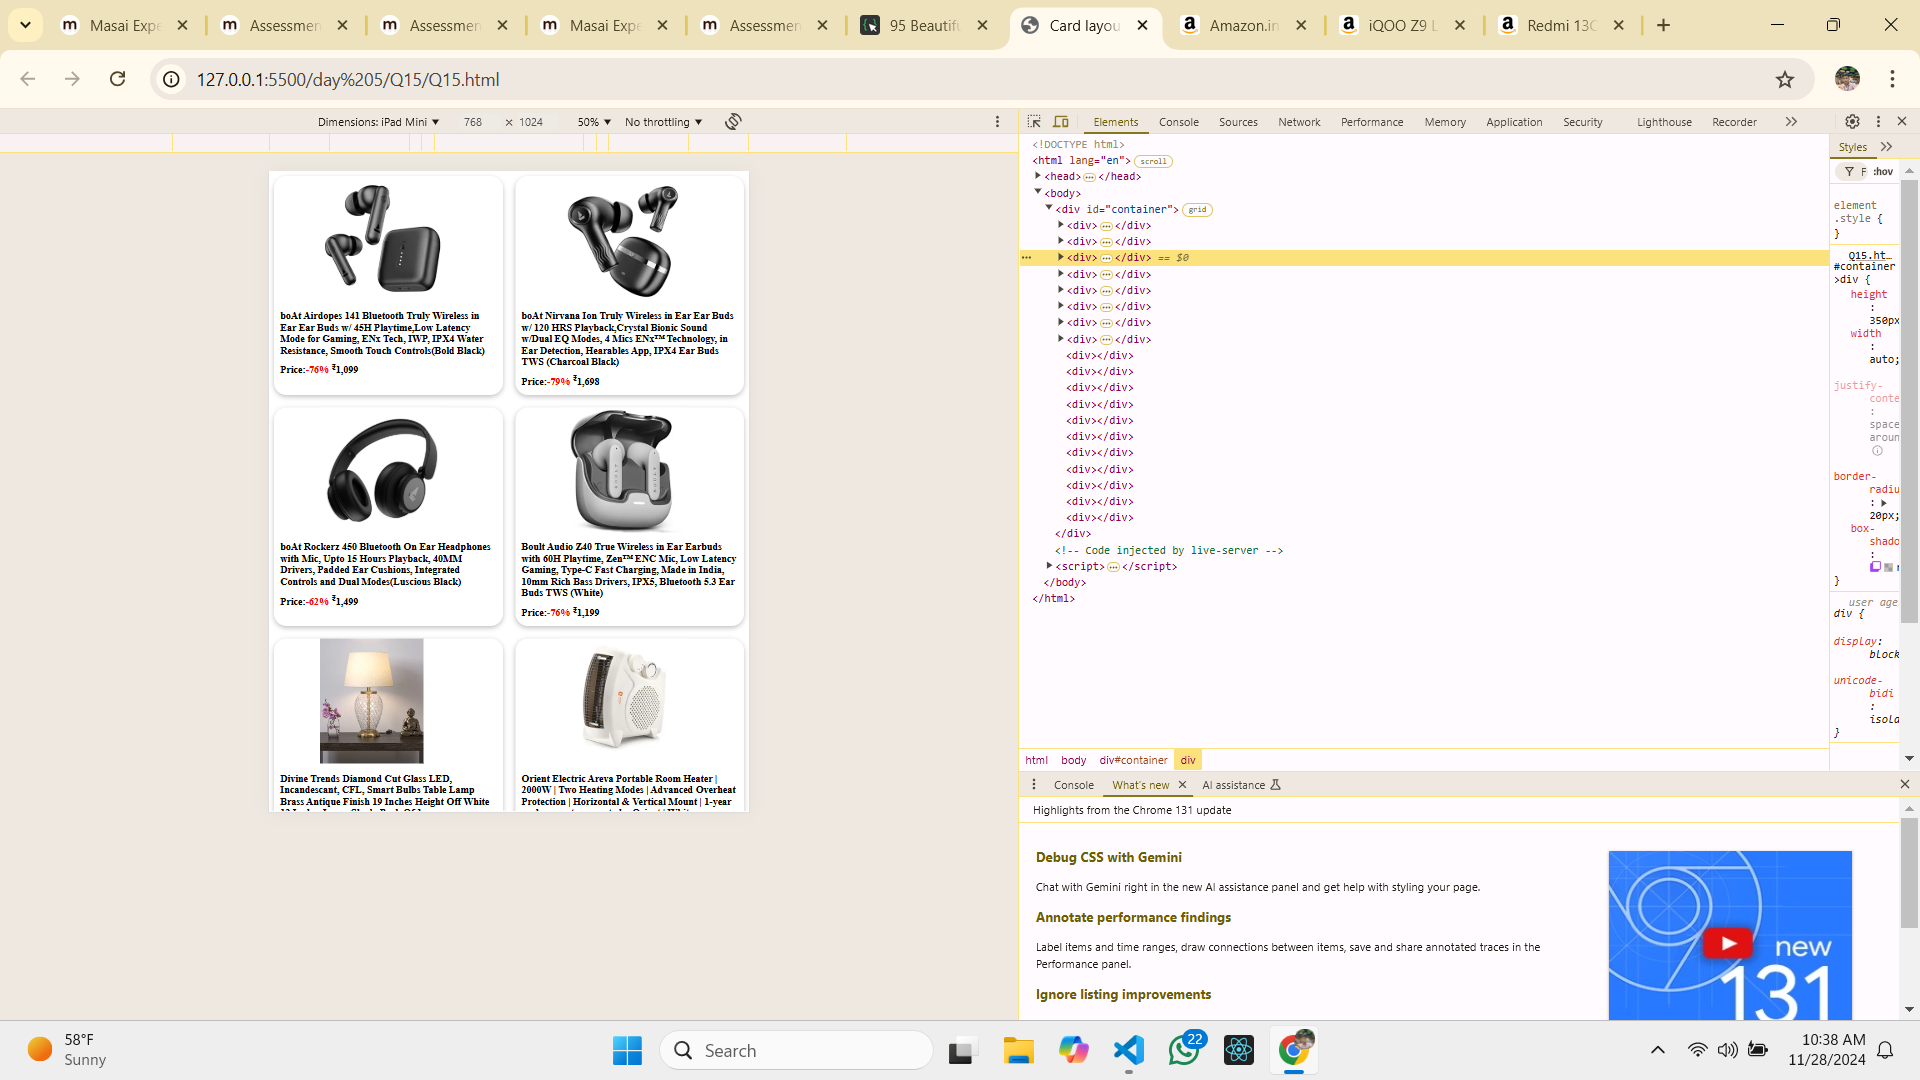 Masai Expe
Assessmen
Assessmen
Masai Expe
Assessmen
95 Beautifu
Card layou
Amazon.in
iQOO Z9 L
Redmi 13C
127.0.0.1:5500/day%205/Q15/Q15.html
Dimensions: iPad Mini
768
× 1024
50%
No throttling
Elements
Console
Sources
Network
Performance
Memory
Application
Security
Lighthouse
Recorder
boAt Airdopes 141 Bluetooth Truly Wireless in
Ear Ear Buds w/ 45H Playtime,Low Latency
Mode for Gaming, ENx Tech, IWP, IPX4 Water
Resistance, Smooth Touch Controls(Bold Black)
Price:-76% ₹1,099
boAt Nirvana Ion Truly Wireless in Ear Ear Buds
w/ 120 HRS Playback,Crystal Bionic Sound
w/Dual EQ Modes, 4 Mics ENx™ Technology, in
Ear Detection, Hearables App, IPX4 Ear Buds
TWS (Charcoal Black)
Price:-79% ₹1,698
boAt Rockerz 450 Bluetooth On Ear Headphones
with Mic, Upto 15 Hours Playback, 40MM
Drivers, Padded Ear Cushions, Integrated
Controls and Dual Modes(Luscious Black)
Price:-62% ₹1,499
Boult Audio Z40 True Wireless in Ear Earbuds
with 60H Playtime, Zen™ ENC Mic, Low Latency
Gaming, Type-C Fast Charging, Made in India,
10mm Rich Bass Drivers, IPX5, Bluetooth 5.3 Ear
Buds TWS (White)
Price:-76% ₹1,199
Divine Trends Diamond Cut Glass LED,
Incandescent, CFL, Smart Bulbs Table Lamp
Brass Antique Finish 19 Inches Height Off White
Orient Electric Areva Portable Room Heater |
2000W | Two Heating Modes | Advanced Overheat
Protection | Horizontal & Vertical Mount | 1-year
<!DOCTYPE html>
<html lang="en"> scroll
<head>…</head>
<body>
<div id="container"> grid
<div>…</div>
<div>…</div>
<div>…</div> == $0
<div>…</div>
<div>…</div>
<div>…</div>
<div>…</div>
<div>…</div>
<div></div>
<div></div>
<div></div>
<div></div>
<div></div>
<div></div>
<div></div>
<div></div>
<div></div>
<div></div>
<div></div>
</div>
<!-- Code injected by live-server -->
<script>…</script>
</body>
</html>
Styles
F
:hov
element
.style {
}
Q15.ht…
#container
>div {
height
:
350px
width
:
auto;
justify-
conte
:
space
aroun
border-
radiu
:
20px;
box-
shado
:
}
user age
div {
display:
block
unicode-
bidi
:
isola
}
html
body
div#container
div
Console
What's new
AI assistance
Highlights from the Chrome 131 update
Debug CSS with Gemini
Chat with Gemini right in the new AI assistance panel and get help with styling your page.
Annotate performance findings
Label items and time ranges, draw connections between items, save and share annotated traces in the
Performance panel.
Ignore listing improvements
new
131
58°F
Sunny
Search
22
10:38 AM
11/28/2024